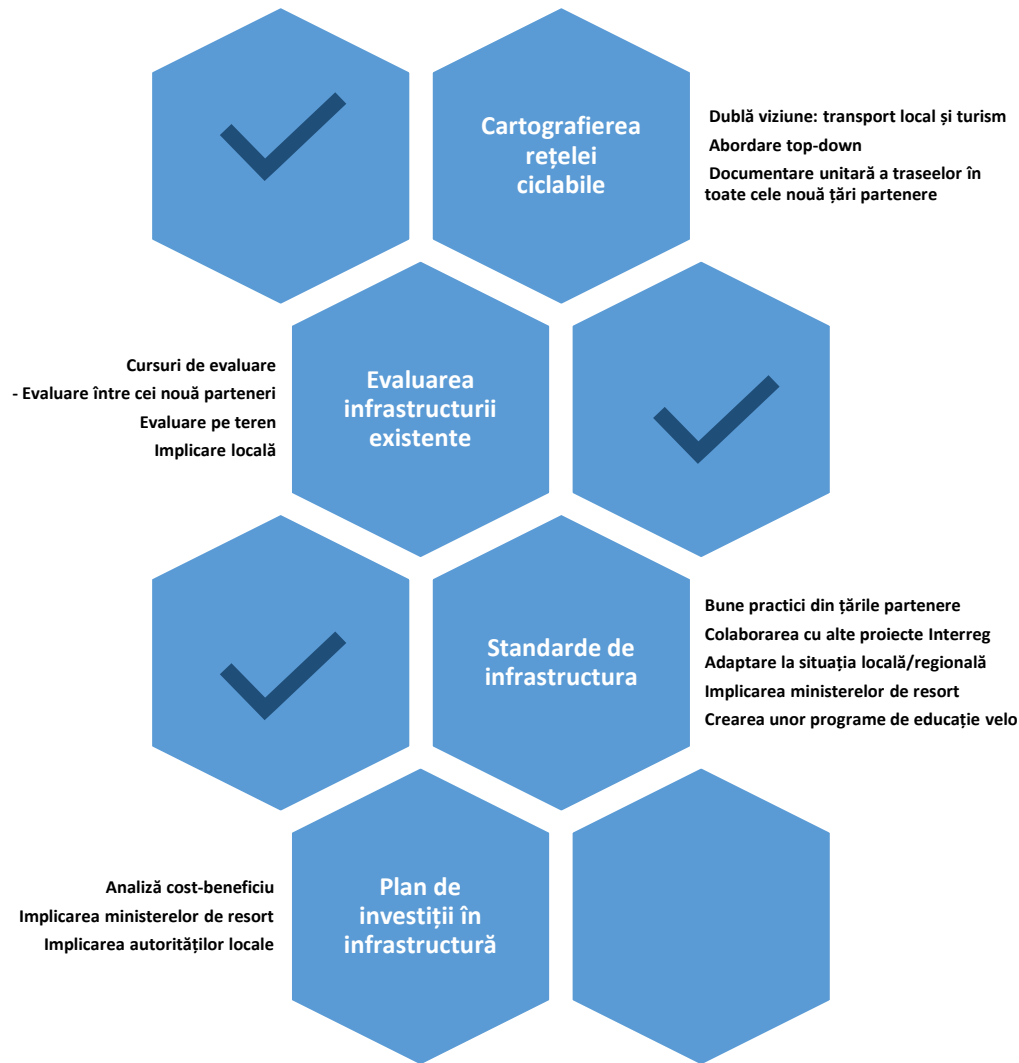 Cartografierea
rețelei
ciclabile
Dublă viziune: transport local și turism
Abordare top-down
Documentare unitară a traseelor în
toate cele nouă țări partenere
Cursuri de evaluare
- Evaluare între cei nouă parteneri
Evaluare pe teren
Implicare locală
Evaluarea
infrastructurii
existente
Standarde de
infrastructura
Bune practici din țările partenere
Colaborarea cu alte proiecte Interreg
Adaptare la situația locală/regională
Implicarea ministerelor de resort
Crearea unor programe de educație velo
Analiză cost-beneficiu
Implicarea ministerelor de resort
Implicarea autorităților locale
Plan de
investiții în
infrastructură